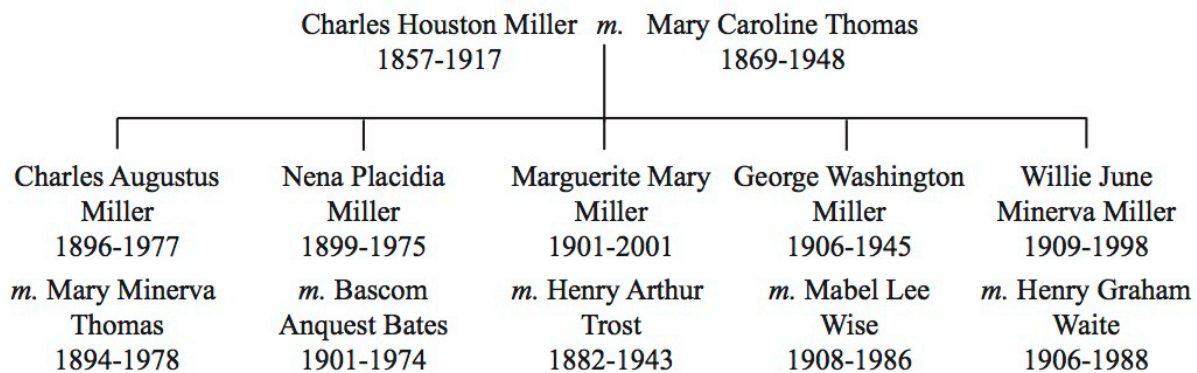 Charles Houston Miller m. Mary Caroline Thomas
1857-1917 1869-1948
Charles Augustus Miller
1896-1977
m. Mary Minerva Thomas
1894-1978
Nena Placidia Miller
1899-1975
m. Bascom Anquest Bates
1901-1974
Marguerite Mary Miller
1901-2001
m. Henry Arthur Trost
1882-1943
George Washington Miller
1906-1945
m. Mabel Lee Wise
1908-1986
Willie June Minerva Miller
1909-1998
m. Henry Graham Waite
1906-1988